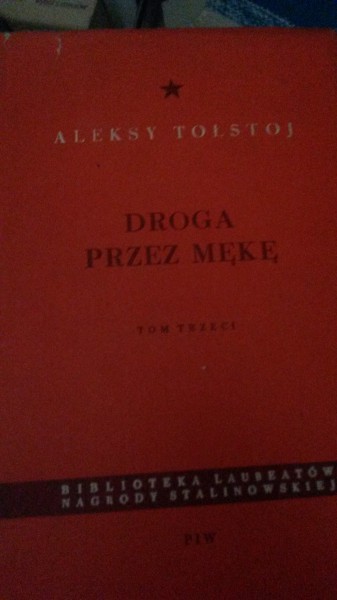 ALEKSY TOŁSTOJ
DROGA
PRZEZ MĘKĘ
TOM TRZECI
BIBLIOTEKA LAUREATÓW
NAGRODY STALINOWSKIEJ
PIW